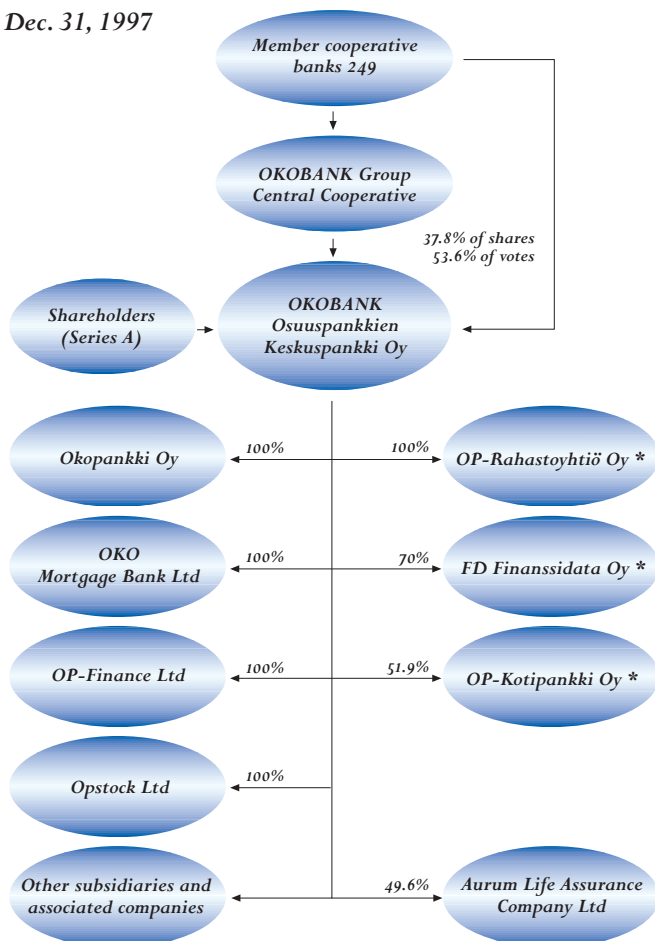 Dec. 31, 1997
Member cooperative
banks 249
OKOBANK Group
Central Cooperative
37.8% of shares
53.6% of votes
Shareholders
(Series A)
OKOBANK
Osuuspankkien
Keskuspankki Oy
Okopankki Oy
100%
100%
OP-Rahastoyhtiö Oy *
OKO
Mortgage Bank Ltd
100%
70%
FD Finanssidata Oy *
OP-Finance Ltd
100%
51.9%
OP-Kotipankki Oy *
Opstock Ltd
100%
Other subsidiaries and
associated companies
49.6%
Aurum Life Assurance
Company Ltd